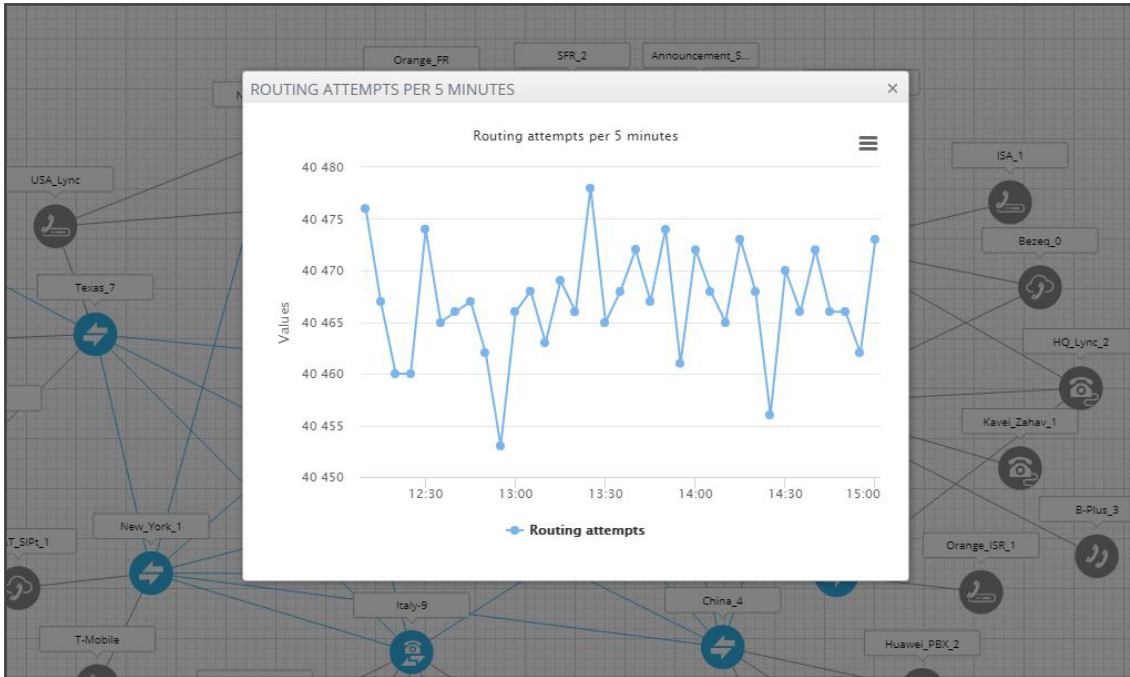 Orange_FR
SFR_2
Announcement_S...
ROUTING ATTEMPTS PER 5 MINUTES
×
Routing attempts per 5 minutes
40 480
40 475
40 470
40 465
40 460
40 455
40 450
Values
12:30
13:00
13:30
14:00
14:30
15:00
Routing attempts
USA_Lync
Texas_7
New_York_1
T_SIPt_1
T-Mobile
Italy-9
China_4
ISA_1
Bezeq_0
HQ_Lync_2
Kavei_Zahav_1
B-Plus_3
Orange_ISR_1
Huawei_PBX_2